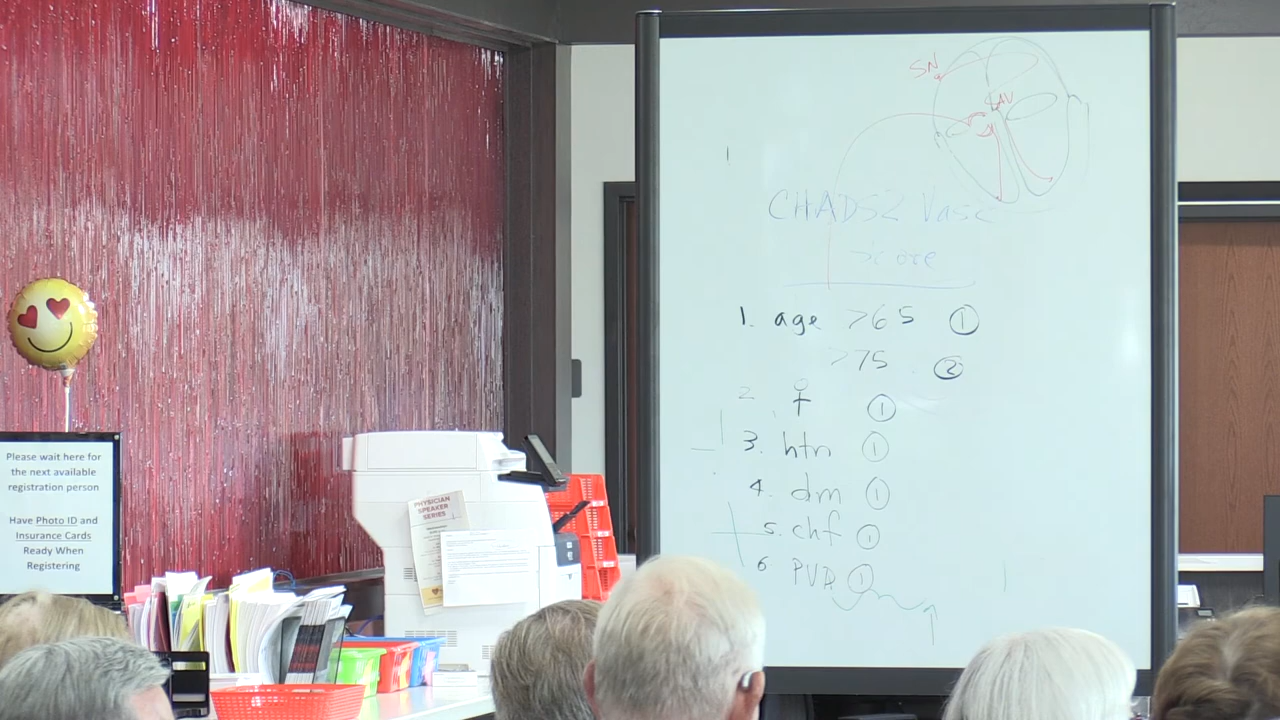 SN
AV
CHADS2 Vasc
Score
1. age >65 ①
>75 ②
2 ♀ ①
3. htn ①
4. dm ①
5. chf ①
6 PVD ①
Please wait here for
the next available
registration person
Have Photo ID and
Insurance Cards
Ready When
Registering
PHYSICIAN
SPEAKER
SERIES